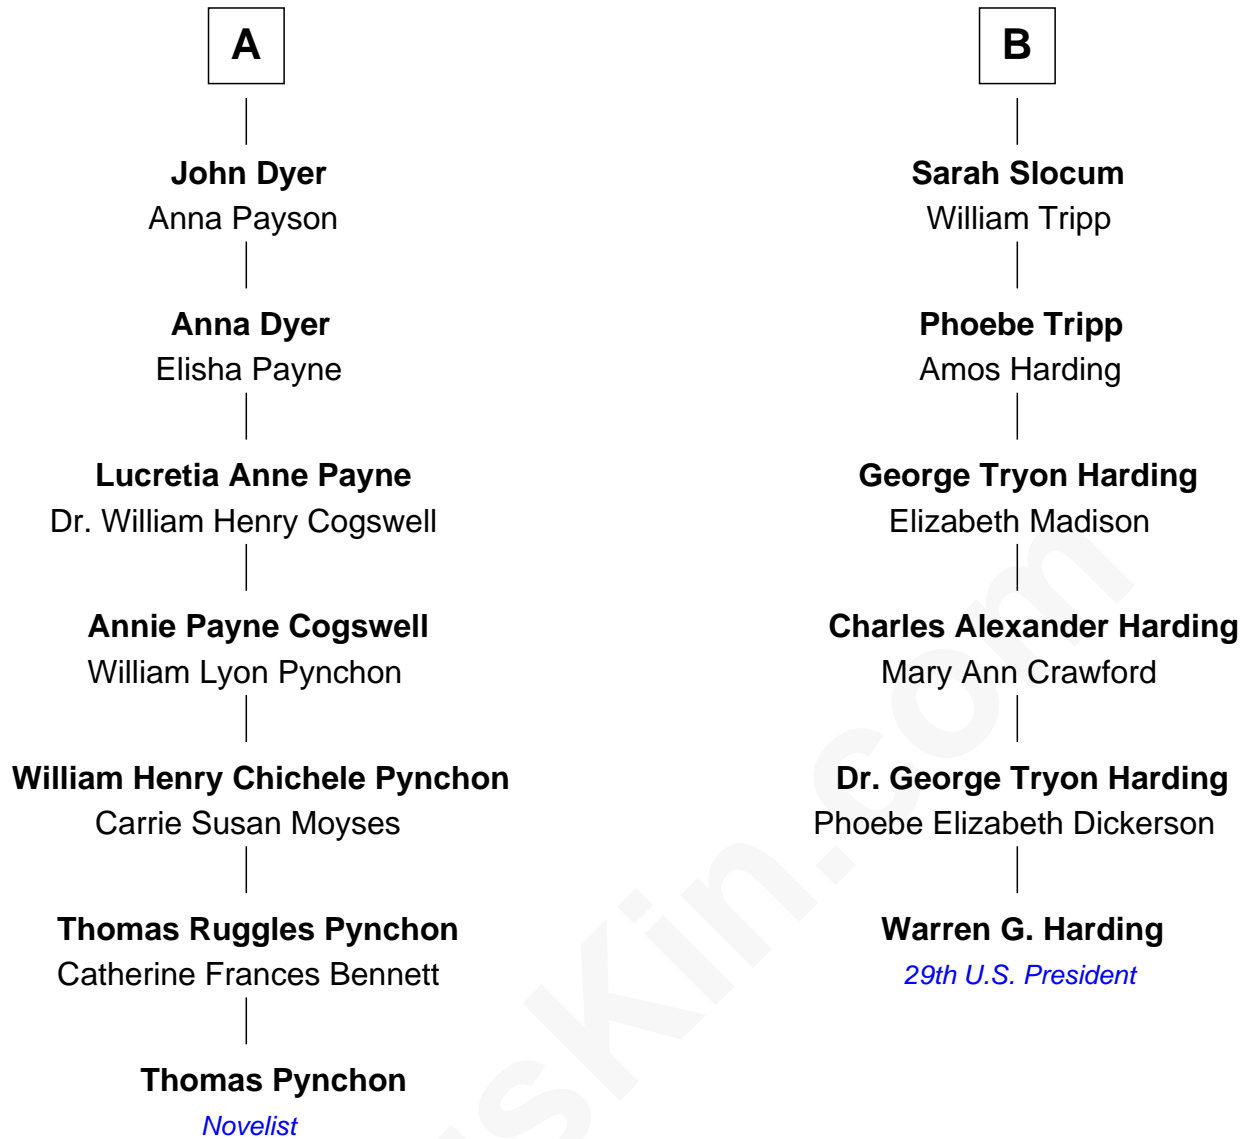 A
John Dyer
Anna Payson
Anna Dyer
Elisha Payne
Lucretia Anne Payne
Dr. William Henry Cogswell
Annie Payne Cogswell
William Lyon Pynchon
William Henry Chichele Pynchon
Carrie Susan Moyses
Thomas Ruggles Pynchon
Catherine Frances Bennett
Thomas Pynchon
Novelist
B
Sarah Slocum
William Tripp
Phoebe Tripp
Amos Harding
George Tryon Harding
Elizabeth Madison
Charles Alexander Harding
Mary Ann Crawford
Dr. George Tryon Harding
Phoebe Elizabeth Dickerson
Warren G. Harding
29th U.S. President